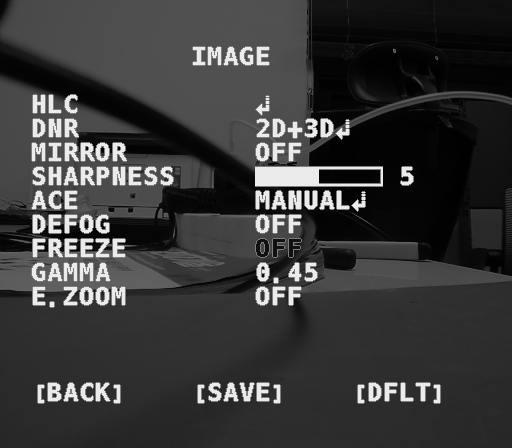 IMAGE
HLC ↲
DNR 2D+3D↲
MIRROR OFF
SHARPNESS 5
ACE MANUAL↲
DEFOG OFF
FREEZE OFF
GAMMA 0.45
E.ZOOM OFF
[BACK] [SAVE] [DFLT]